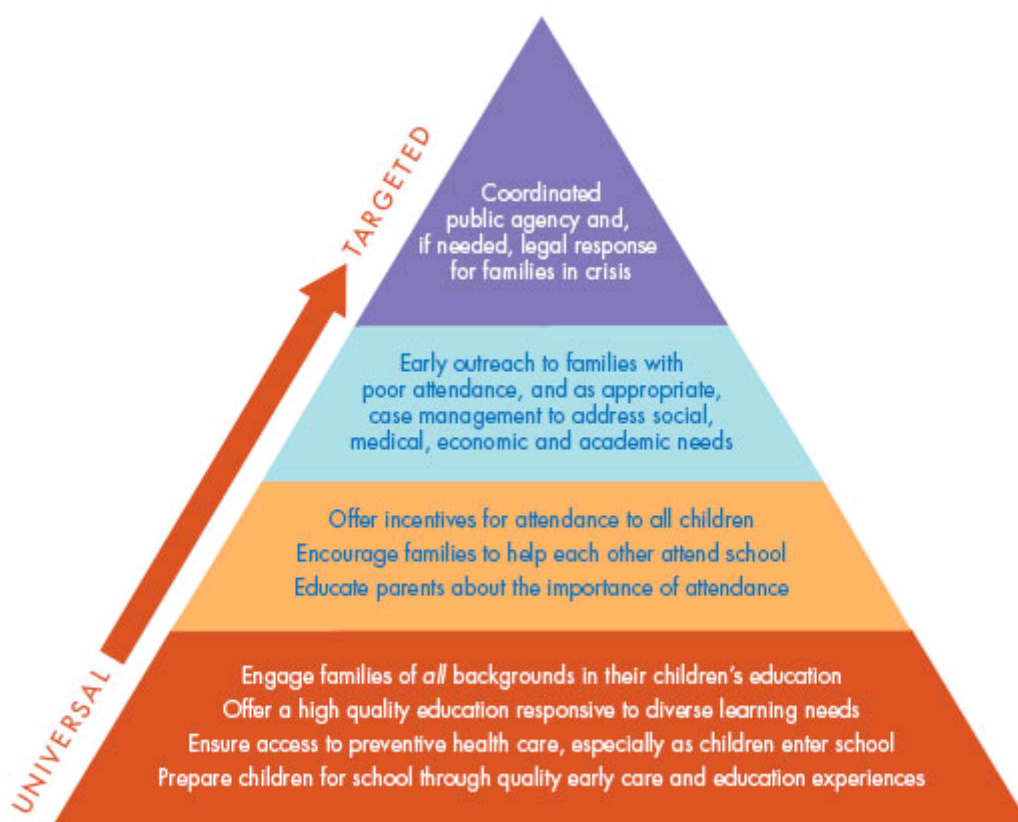 TARGETED
UNIVERSAL
Coordinated
public agency and,
if needed, legal response
for families in crisis
Early outreach to families with
poor attendance, and as appropriate,
case management to address social,
medical, economic and academic needs
Offer incentives for attendance to all children
Encourage families to help each other attend school
Educate parents about the importance of attendance
Engage families of all backgrounds in their children’s education
Offer a high quality education responsive to diverse learning needs
Ensure access to preventive health care, especially as children enter school
Prepare children for school through quality early care and education experiences